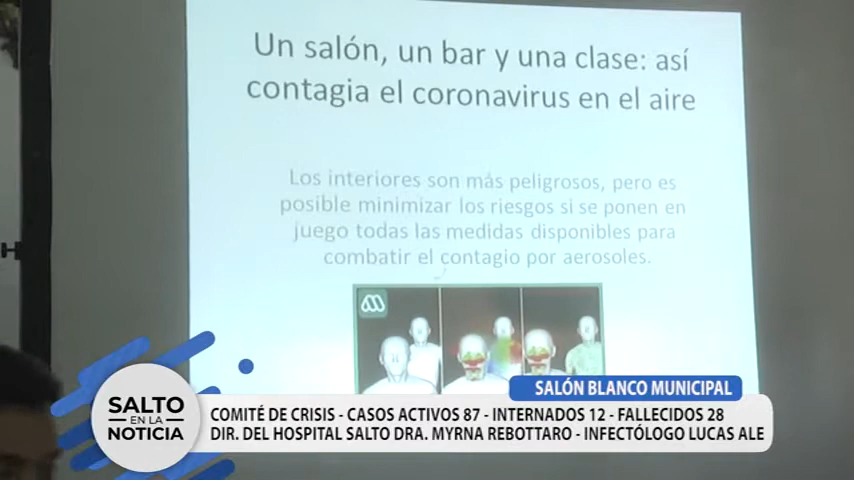 Un salón, un bar y una clase: así
contagia el coronavirus en el aire
Los interiores son más peligrosos, pero es
posible minimizar los riesgos si se ponen en
juego todas las medidas disponibles para
combatir el contagio por aerosoles.
H
SALÓN BLANCO MUNICIPAL
SALTO
EN LA
NOTICIA
COMITÉ DE CRISIS - CASOS ACTIVOS 87 - INTERNADOS 12 - FALLECIDOS 28
DIR. DEL HOSPITAL SALTO DRA. MYRNA REBOTTARO - INFECTÓLOGO LUCAS ALE